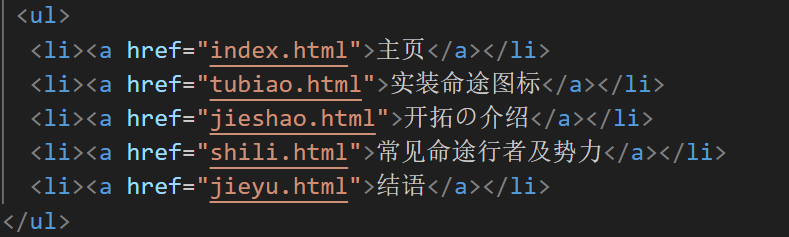 <ul>
<li><a href="index.html">主页</a></li>
<li><a href="tubiao.html">实装命途图标</a></li>
<li><a href="jieshao.html">开拓の介绍</a></li>
<li><a href="shili.html">常见命途行者及势力</a></li>
<li><a href="jieyu.html">结语</a></li>
</ul>